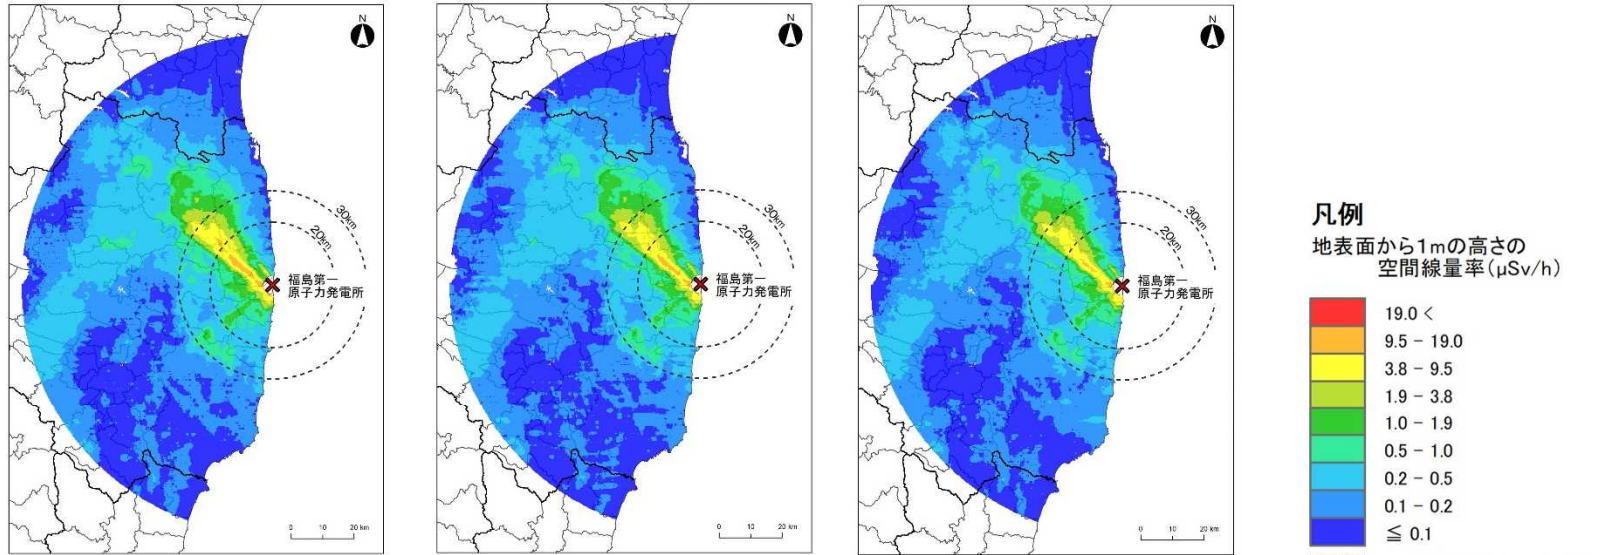 N
30km
20km
福島第一
原子力発電所
0 10 20 km
N
30km
20km
福島第一
原子力発電所
0 10 20 km
N
30km
20km
福島第一
原子力発電所
0 10 20 km
凡例
地表面から1mの高さの
空間線量率(μSv/h)
19.0 <
9.5 - 19.0
3.8 - 9.5
1.9 - 3.8
1.0 - 1.9
0.5 - 1.0
0.2 - 0.5
0.1 - 0.2
≦ 0.1